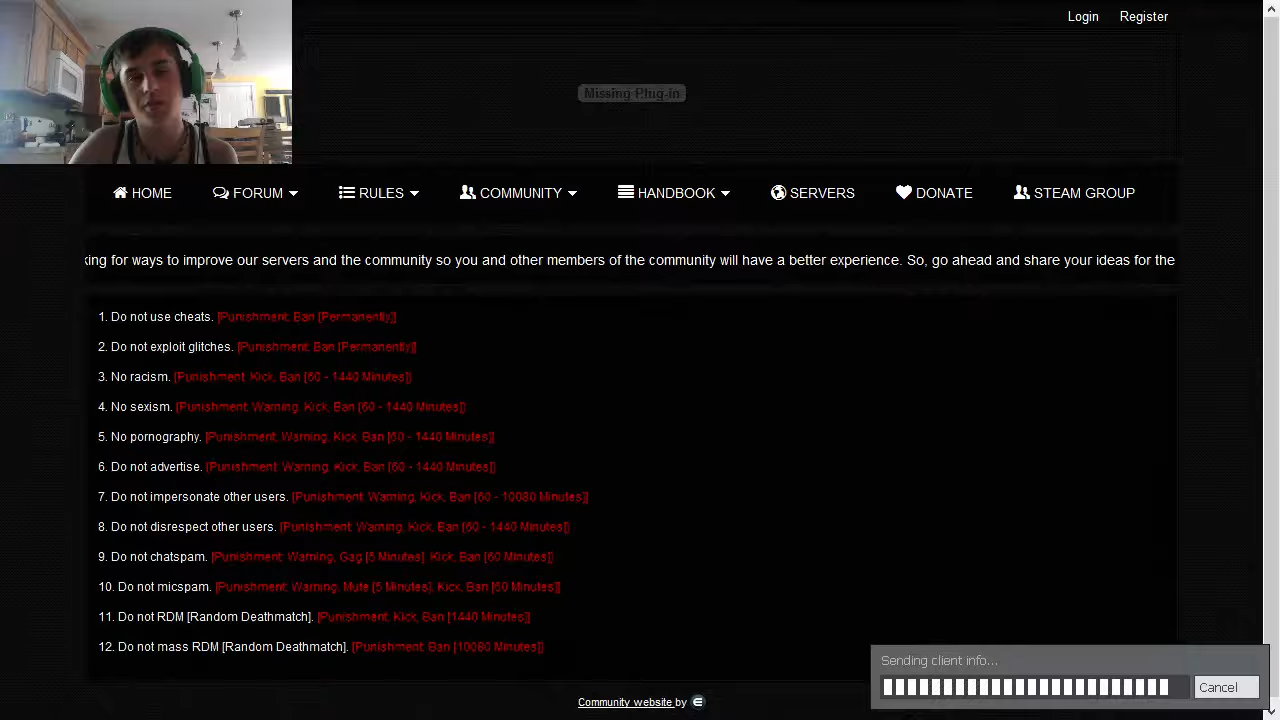 Login Register
Missing Plug-in
HOME FORUM RULES COMMUNITY HANDBOOK SERVERS DONATE STEAM GROUP
king for ways to improve our servers and the community so you and other members of the community will have a better experience. So, go ahead and share your ideas for the
1. Do not use cheats. [Punishment: Ban [Permanently]]
2. Do not exploit glitches. [Punishment: Ban [Permanently]]
3. No racism. [Punishment: Kick, Ban [60 - 1440 Minutes]]
4. No sexism. [Punishment: Warning, Kick, Ban [60 - 1440 Minutes]]
5. No pornography. [Punishment: Warning, Kick, Ban [60 - 1440 Minutes]]
6. Do not advertise. [Punishment: Warning, Kick, Ban [60 - 1440 Minutes]]
7. Do not impersonate other users. [Punishment: Warning, Kick, Ban [60 - 10080 Minutes]]
8. Do not disrespect other users. [Punishment: Warning, Kick, Ban [60 - 1440 Minutes]]
9. Do not chatspam. [Punishment: Warning, Gag [5 Minutes], Kick, Ban [60 Minutes]]
10. Do not micspam. [Punishment: Warning, Mute [5 Minutes], Kick, Ban [60 Minutes]]
11. Do not RDM [Random Deathmatch]. [Punishment: Kick, Ban [1440 Minutes]]
12. Do not mass RDM [Random Deathmatch]. [Punishment: Ban [10080 Minutes]]
Sending client info...
Cancel
Community website by